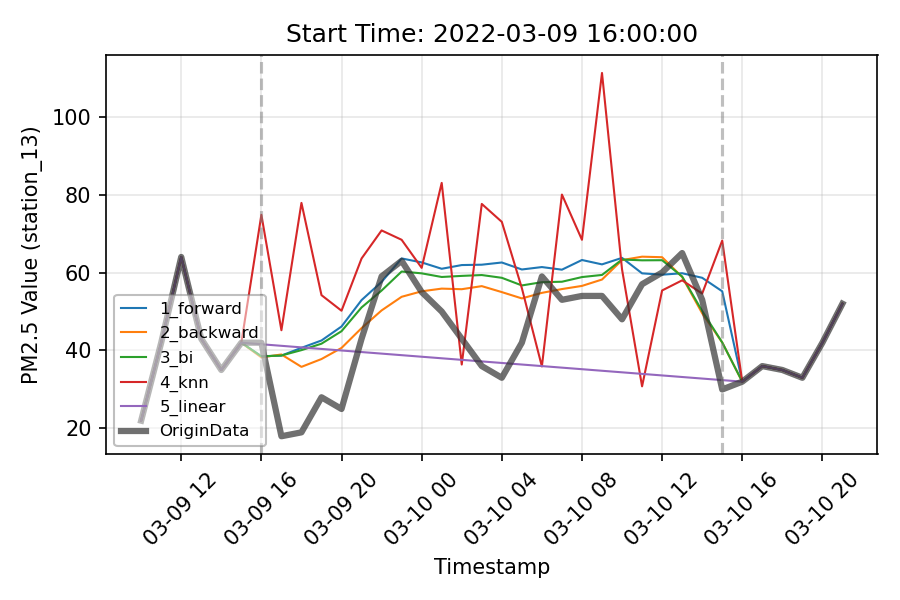 Start Time: 2022-03-09 16:00:00
PM2.5 Value (station_13)
100
80
60
40
20
1_forward
2_backward
3_bi
4_knn
5_linear
OriginData
03-09 12
03-09 16
03-09 20
03-10 00
03-10 04
03-10 08
03-10 12
03-10 16
03-10 20
Timestamp